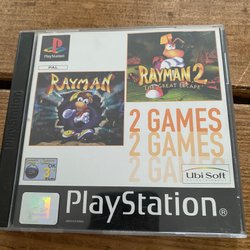 PlayStation
PAL
RAYMAN
RAYMAN 2
THE GREAT ESCAPE
2 GAMES
2 GAMES
2 GAMES
Ubi Soft
PlayStation®